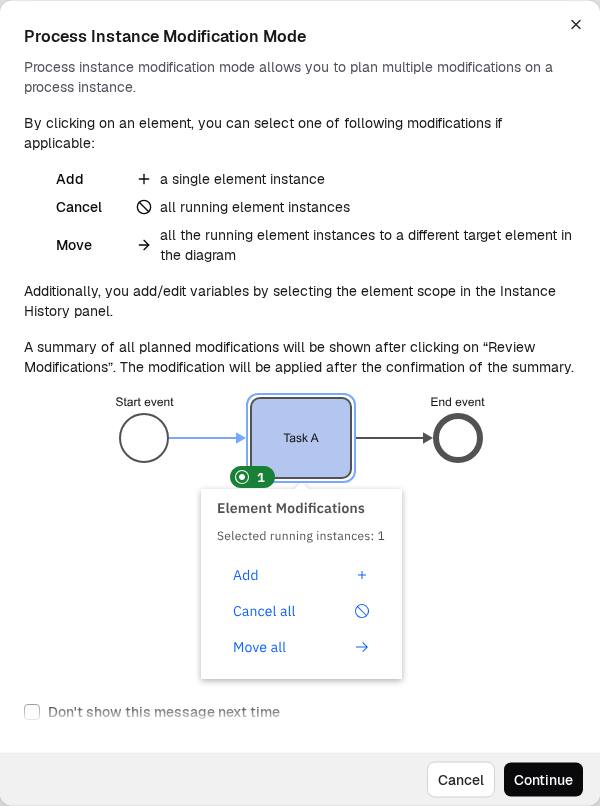 Process Instance Modification Mode
Process instance modification mode allows you to plan multiple modifications on a
process instance.
By clicking on an element, you can select one of following modifications if
applicable:
Add a single element instance
Cancel all running element instances
Move all the running element instances to a different target element in
the diagram
Additionally, you add/edit variables by selecting the element scope in the Instance
History panel.
A summary of all planned modifications will be shown after clicking on “Review
Modifications”. The modification will be applied after the confirmation of the summary.
Start event
End event
Task A
1
Element Modifications
Selected running instances: 1
Add
Cancel all
Move all
Don't show this message next time
Cancel
Continue